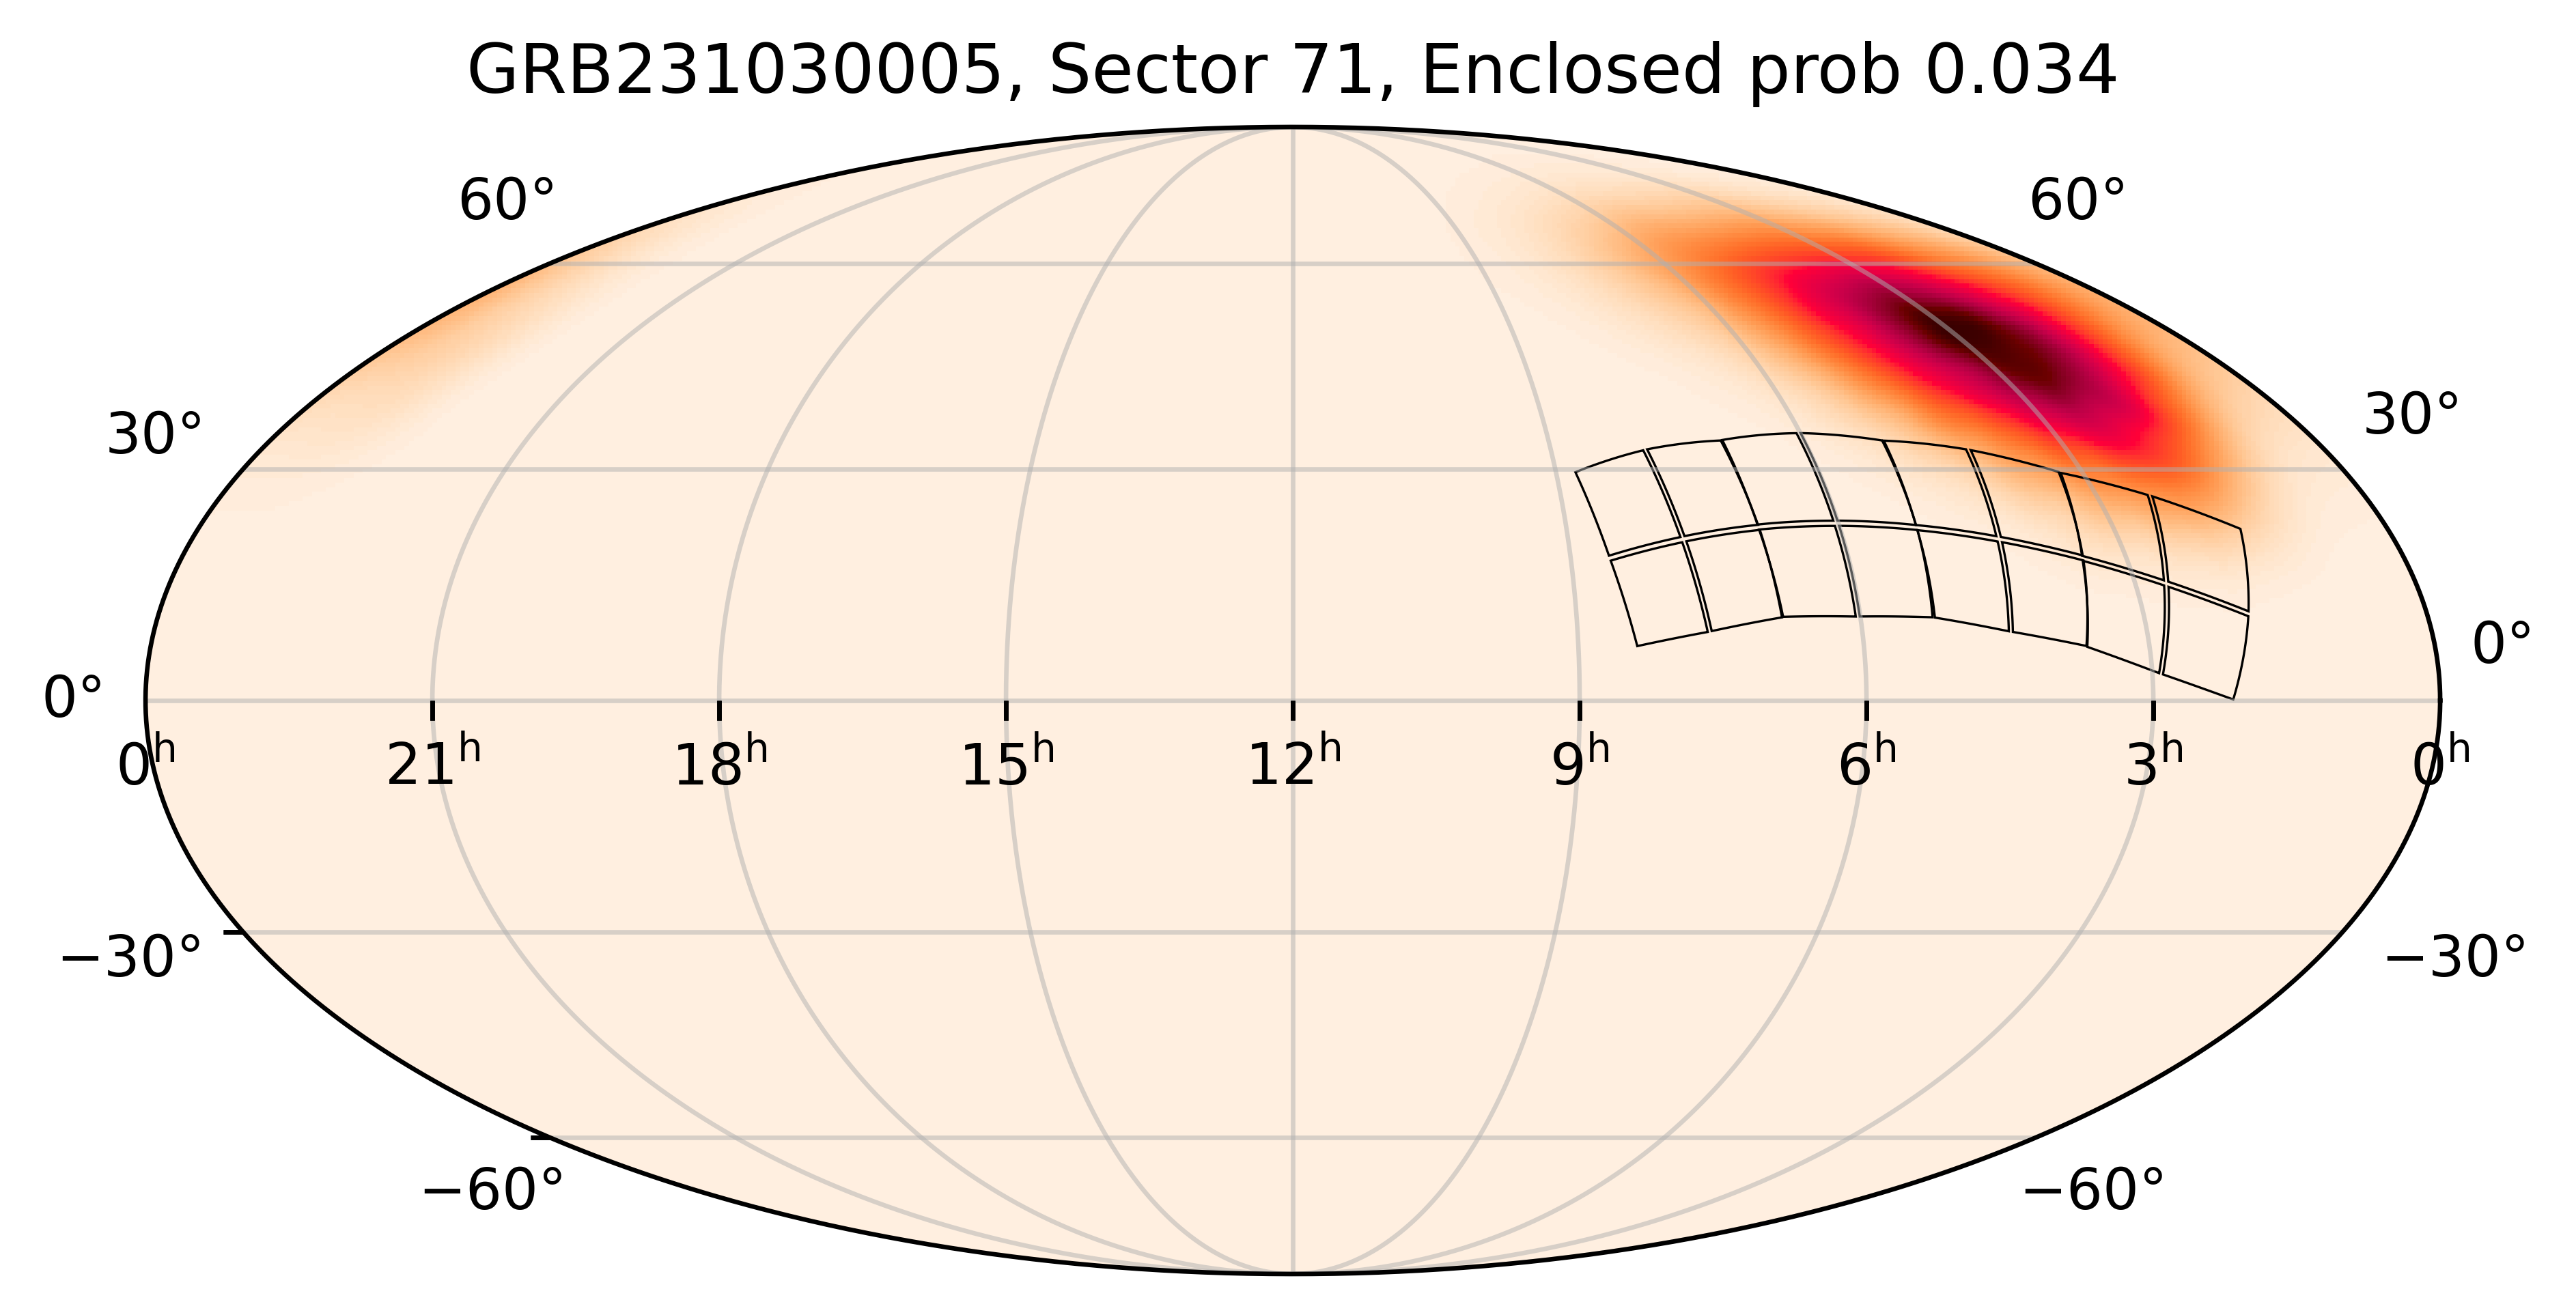 GRB231030005, Sector 71, Enclosed prob 0.034
60° 60°
30° 30°
0° 0°
0ʰ 21ʰ 18ʰ 15ʰ 12ʰ 9ʰ 6ʰ 3ʰ 0ʰ
−30° −30°
−60° −60°